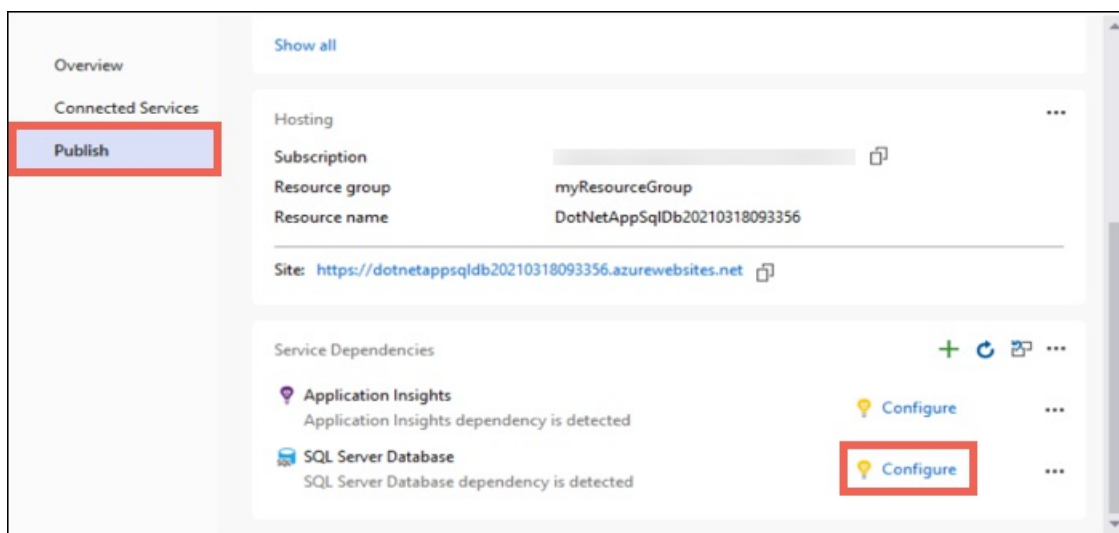 Overview
Connected Services
Publish
Show all
Hosting
Subscription
Resource group myResourceGroup
Resource name DotNetAppSqlDb20210318093356
Site: https://dotnetappsqldb20210318093356.azurewebsites.net
Service Dependencies
Application Insights
Application Insights dependency is detected
Configure
SQL Server Database
SQL Server Database dependency is detected
Configure